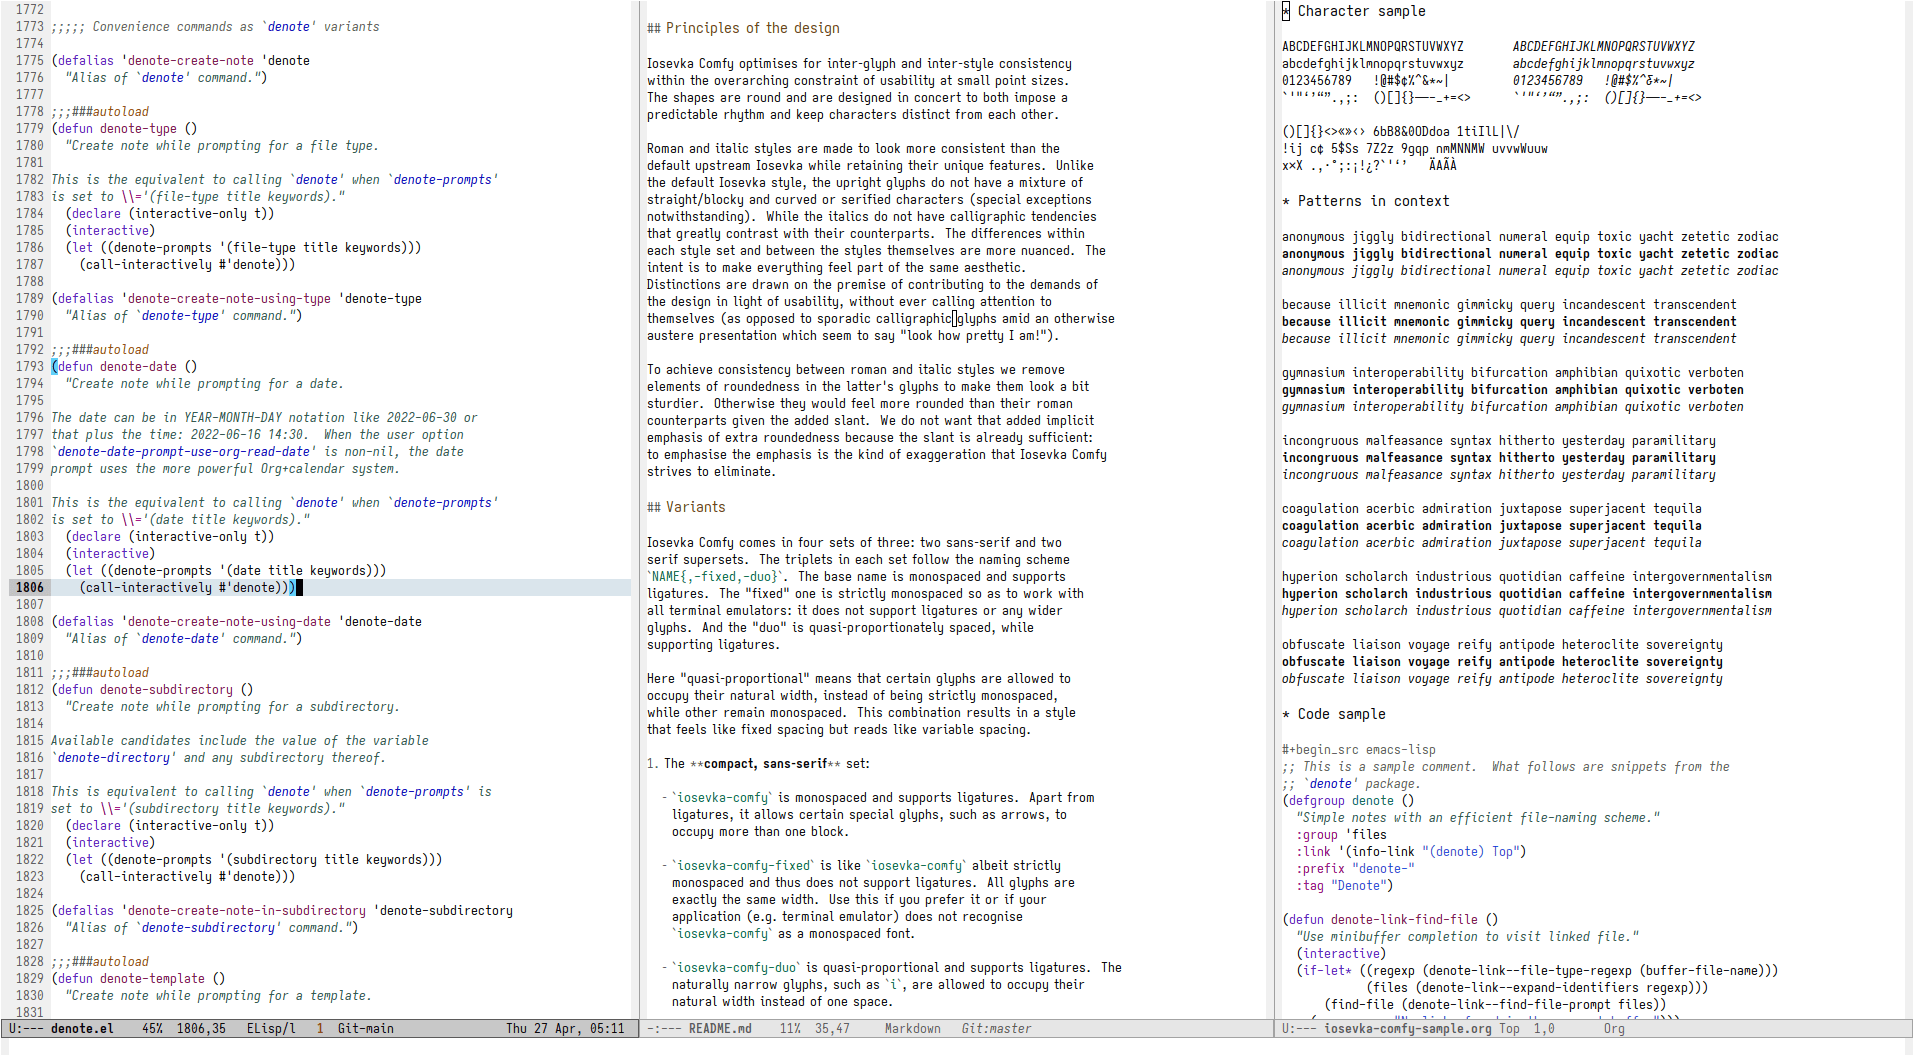 1772
1773 ;;;;; Convenience commands as `denote' variants
1774
1775 (defalias 'denote-create-note 'denote
1776   "Alias of `denote' command.")
1777
1778 ;;;###autoload
1779 (defun denote-type ()
1780   "Create note while prompting for a file type.
1781
1782 This is the equivalent to calling `denote' when `denote-prompts'
1783 is set to \\='(file-type title keywords)."
1784   (declare (interactive-only t))
1785   (interactive)
1786   (let ((denote-prompts '(file-type title keywords)))
1787     (call-interactively #'denote)))
1788
1789 (defalias 'denote-create-note-using-type 'denote-type
1790   "Alias of `denote-type' command.")
1791
1792 ;;;###autoload
1793 (defun denote-date ()
1794   "Create note while prompting for a date.
1795
1796 The date can be in YEAR-MONTH-DAY notation like 2022-06-30 or
1797 that plus the time: 2022-06-16 14:30.  When the user option
1798 `denote-date-prompt-use-org-read-date' is non-nil, the date
1799 prompt uses the more powerful Org+calendar system.
1800
1801 This is the equivalent to calling `denote' when `denote-prompts'
1802 is set to \\='(date title keywords)."
1803   (declare (interactive-only t))
1804   (interactive)
1805   (let ((denote-prompts '(date title keywords)))
1806     (call-interactively #'denote)))
1807
1808 (defalias 'denote-create-note-using-date 'denote-date
1809   "Alias of `denote-date' command.")
1810
1811 ;;;###autoload
1812 (defun denote-subdirectory ()
1813   "Create note while prompting for a subdirectory.
1814
1815 Available candidates include the value of the variable
1816 `denote-directory' and any subdirectory thereof.
1817
1818 This is equivalent to calling `denote' when `denote-prompts' is
1819 set to \\='(subdirectory title keywords)."
1820   (declare (interactive-only t))
1821   (interactive)
1822   (let ((denote-prompts '(subdirectory title keywords)))
1823     (call-interactively #'denote)))
1824
1825 (defalias 'denote-create-note-in-subdirectory 'denote-subdirectory
1826   "Alias of `denote-subdirectory' command.")
1827
1828 ;;;###autoload
1829 (defun denote-template ()
1830   "Create note while prompting for a template.
1831
U:--- denote.el    45%  1806,35   ELisp/l   1  Git-main    Thu 27 Apr, 05:11
## Principles of the design
Iosevka Comfy optimises for inter-glyph and inter-style consistency
within the overarching constraint of usability at small point sizes.
The shapes are round and are designed in concert to both impose a
predictable rhythm and keep characters distinct from each other.
Roman and italic styles are made to look more consistent than the
default upstream Iosevka while retaining their unique features.  Unlike
the default Iosevka style, the upright glyphs do not have a mixture of
straight/blocky and curved or serified characters (special exceptions
notwithstanding).  While the italics do not have calligraphic tendencies
that greatly contrast with their counterparts.  The differences within
each style set and between the styles themselves are more nuanced.  The
intent is to make everything feel part of the same aesthetic.
Distinctions are drawn on the premise of contributing to the demands of
the design in light of usability, without ever calling attention to
themselves (as opposed to sporadic calligraphic glyphs amid an otherwise
austere presentation which seem to say "look how pretty I am!").
To achieve consistency between roman and italic styles we remove
elements of roundedness in the latter's glyphs to make them look a bit
sturdier.  Otherwise they would feel more rounded than their roman
counterparts given the added slant.  We do not want that added implicit
emphasis of extra roundedness because the slant is already sufficient:
to emphasise the emphasis is the kind of exaggeration that Iosevka Comfy
strives to eliminate.
## Variants
Iosevka Comfy comes in four sets of three: two sans-serif and two
serif supersets.  The triplets in each set follow the naming scheme
`NAME{,-fixed,-duo}`.  The base name is monospaced and supports
ligatures.  The "fixed" one is strictly monospaced so as to work with
all terminal emulators: it does not support ligatures or any wider
glyphs.  And the "duo" is quasi-proportionately spaced, while
supporting ligatures.
Here "quasi-proportional" means that certain glyphs are allowed to
occupy their natural width, instead of being strictly monospaced,
while other remain monospaced.  This combination results in a style
that feels like fixed spacing but reads like variable spacing.
1. The **compact, sans-serif** set:
- `iosevka-comfy` is monospaced and supports ligatures.  Apart from
ligatures, it allows certain special glyphs, such as arrows, to
occupy more than one block.
- `iosevka-comfy-fixed` is like `iosevka-comfy` albeit strictly
monospaced and thus does not support ligatures.  All glyphs are
exactly the same width.  Use this if you prefer it or if your
application (e.g. terminal emulator) does not recognise
`iosevka-comfy` as a monospaced font.
- `iosevka-comfy-duo` is quasi-proportional and supports ligatures.  The
naturally narrow glyphs, such as `i`, are allowed to occupy their
natural width instead of one space.
-:--- README.md    11%  35,47     Markdown   Git:master
* Character sample
ABCDEFGHIJKLMNOPQRSTUVWXYZ       ABCDEFGHIJKLMNOPQRSTUVWXYZ
abcdefghijklmnopqrstuvwxyz       abcdefghijklmnopqrstuvwxyz
0123456789   !@#$¢%^&*~|         0123456789   !@#$%^&*~|
`'"‘’“”.,;:  ()[]{}—–-_+=<>      `'"‘’“”.,;:  ()[]{}—–-_+=<>
()[]{}<>«»‹› 6bB8&0ODdoa 1tiIlL|\/
!ij c¢ 5$Ss 7Z2z 9gqp nmMNNMW uvvwWuuw
x×X .,·°;:¡!¿?`'‘’   ÄAÃÀ
* Patterns in context
anonymous jiggly bidirectional numeral equip toxic yacht zetetic zodiac
anonymous jiggly bidirectional numeral equip toxic yacht zetetic zodiac
anonymous jiggly bidirectional numeral equip toxic yacht zetetic zodiac
because illicit mnemonic gimmicky query incandescent transcendent
because illicit mnemonic gimmicky query incandescent transcendent
because illicit mnemonic gimmicky query incandescent transcendent
gymnasium interoperability bifurcation amphibian quixotic verboten
gymnasium interoperability bifurcation amphibian quixotic verboten
gymnasium interoperability bifurcation amphibian quixotic verboten
incongruous malfeasance syntax hitherto yesterday paramilitary
incongruous malfeasance syntax hitherto yesterday paramilitary
incongruous malfeasance syntax hitherto yesterday paramilitary
coagulation acerbic admiration juxtapose superjacent tequila
coagulation acerbic admiration juxtapose superjacent tequila
coagulation acerbic admiration juxtapose superjacent tequila
hyperion scholarch industrious quotidian caffeine intergovernmentalism
hyperion scholarch industrious quotidian caffeine intergovernmentalism
hyperion scholarch industrious quotidian caffeine intergovernmentalism
obfuscate liaison voyage reify antipode heteroclite sovereignty
obfuscate liaison voyage reify antipode heteroclite sovereignty
obfuscate liaison voyage reify antipode heteroclite sovereignty
* Code sample
#+begin_src emacs-lisp
;; This is a sample comment.  What follows are snippets from the
;; `denote' package.
(defgroup denote ()
  "Simple notes with an efficient file-naming scheme."
  :group 'files
  :link '(info-link "(denote) Top")
  :prefix "denote-"
  :tag "Denote")
(defun denote-link-find-file ()
  "Use minibuffer completion to visit linked file."
  (interactive)
  (if-let* ((regexp (denote-link--file-type-regexp (buffer-file-name)))
            (files (denote-link--expand-identifiers regexp)))
      (find-file (denote-link--find-file-prompt files))
U:--- iosevka-comfy-sample.org Top  1,0       Org